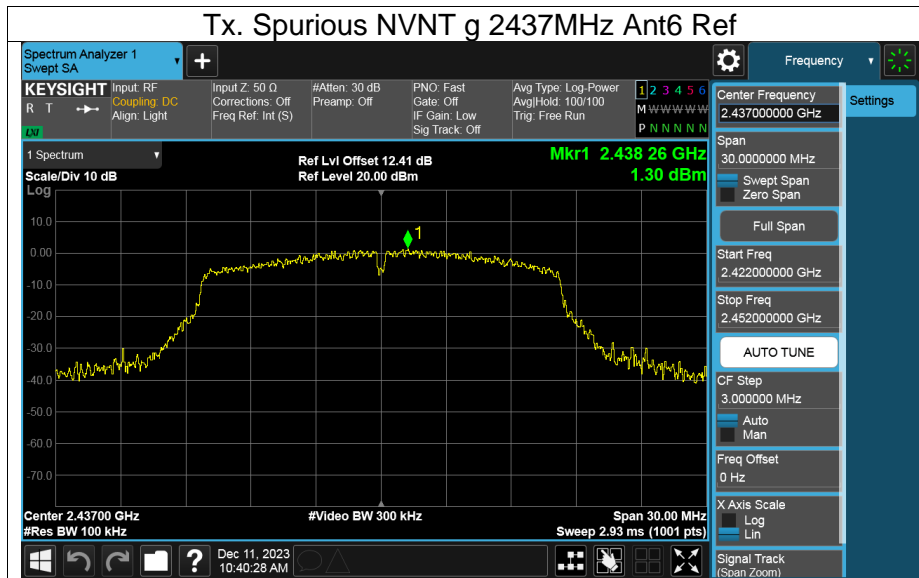 Tx. Spurious NVNT g 2437MHz Ant6 Ref
Spectrum Analyzer 1
Swept SA
+
Frequency
KEYSIGHT
R T
LXI
Input: RF
Coupling: DC
Align: Light
Input Z: 50 Ω
Corrections: Off
Freq Ref: Int (S)
#Atten: 30 dB
Preamp: Off
PNO: Fast
Gate: Off
IF Gain: Low
Sig Track: Off
Avg Type: Log-Power
Avg|Hold: 100/100
Trig: Free Run
1 2 3 4 5 6
M W W W W W
P N N N N N
1 Spectrum
Scale/Div 10 dB
Ref Lvl Offset 12.41 dB
Ref Level 20.00 dBm
Mkr1 2.438 26 GHz
1.30 dBm
Log
10.0
0.00
-10.0
-20.0
-30.0
-40.0
-50.0
-60.0
-70.0
1
Center 2.43700 GHz
#Res BW 100 kHz
#Video BW 300 kHz
Span 30.00 MHz
Sweep 2.93 ms (1001 pts)
Center Frequency
2.437000000 GHz
Settings
Span
30.0000000 MHz
Swept Span
Zero Span
Full Span
Start Freq
2.422000000 GHz
Stop Freq
2.452000000 GHz
AUTO TUNE
CF Step
3.000000 MHz
Auto
Man
Freq Offset
0 Hz
X Axis Scale
Log
Lin
Signal Track
(Span Zoom)
?
Dec 11, 2023
10:40:28 AM